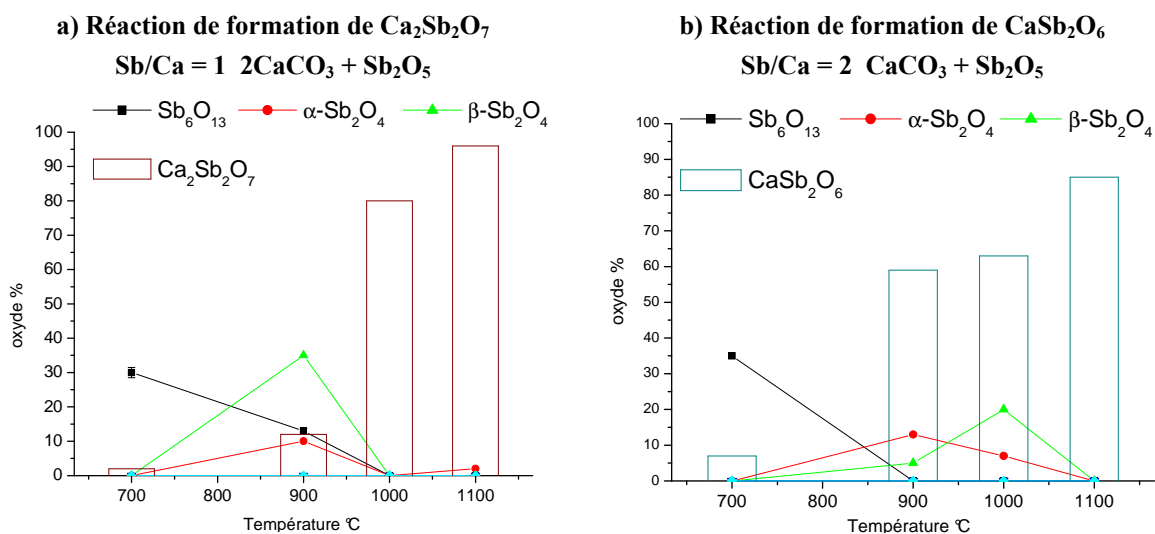 a) Réaction de formation de Ca₂Sb₂O₇
Sb/Ca = 1 2CaCO₃ + Sb₂O₅
Sb₆O₁₃ α-Sb₂O₄ β-Sb₂O₄
Ca₂Sb₂O₇
100
90
80
70
60
50
40
30
20
10
0
oxyde %
700 800 900 1000 1100
Température °C
b) Réaction de formation de CaSb₂O₆
Sb/Ca = 2 CaCO₃ + Sb₂O₅
Sb₆O₁₃ α-Sb₂O₄ β-Sb₂O₄
CaSb₂O₆
100
90
80
70
60
50
40
30
20
10
0
oxyde %
700 800 900 1000 1100
Température °C